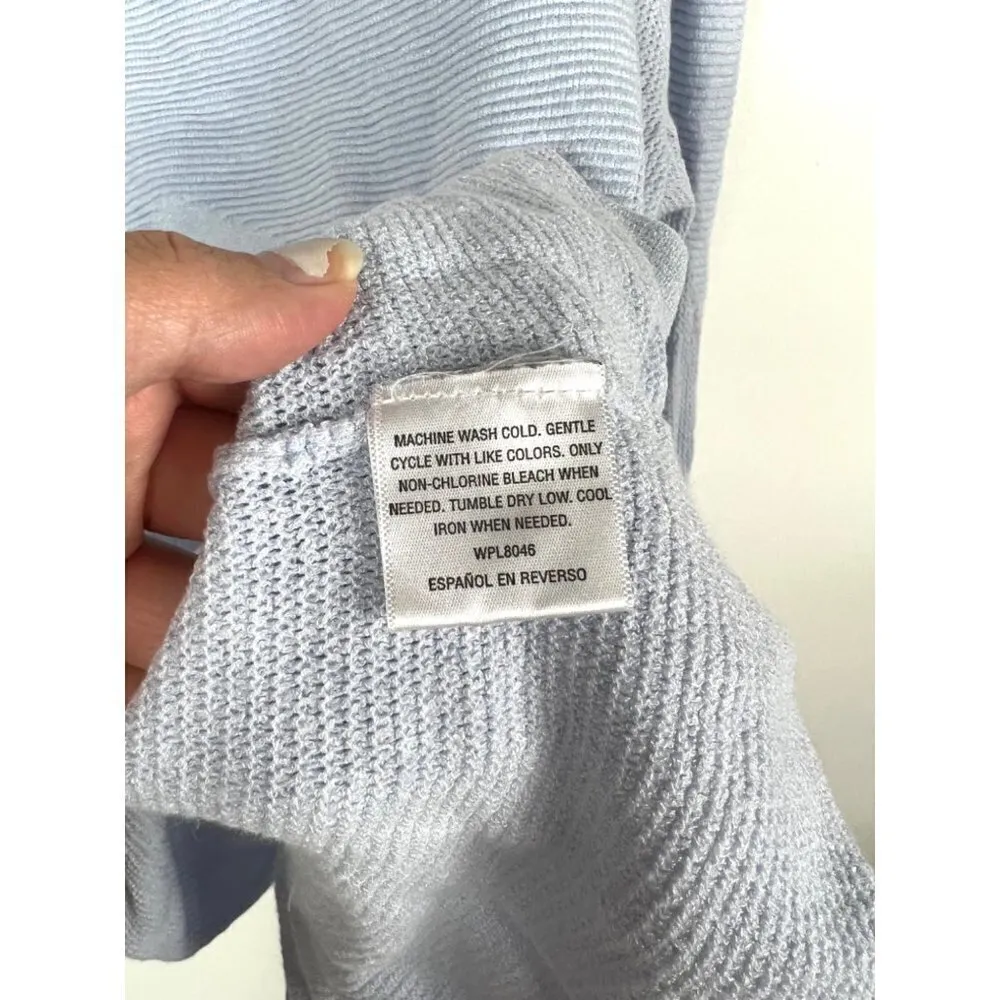 MACHINE WASH COLD. GENTLE
CYCLE WITH LIKE COLORS. ONLY
NON-CHLORINE BLEACH WHEN
NEEDED. TUMBLE DRY LOW. COOL
IRON WHEN NEEDED.
WPL8046
ESPAÑOL EN REVERSO